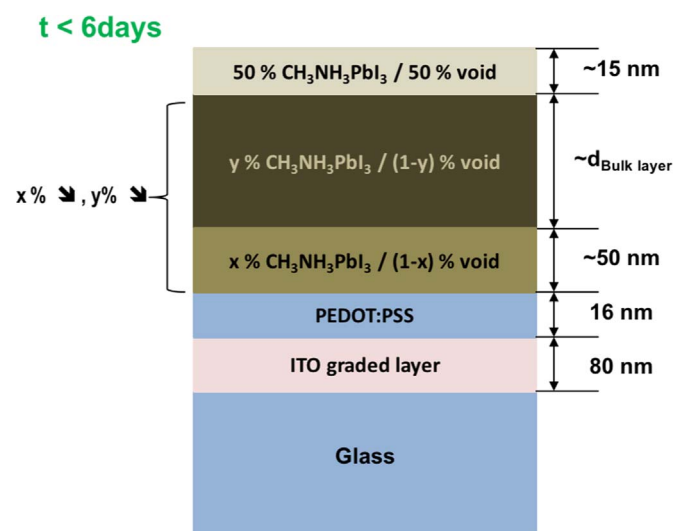 t < 6days
50 % CH₃NH₃PbI₃ / 50 % void
~15 nm
y % CH₃NH₃PbI₃ / (1-y) % void
~d_Bulk layer
x % ⬊ , y% ⬊
x % CH₃NH₃PbI₃ / (1-x) % void
~50 nm
PEDOT:PSS
16 nm
ITO graded layer
80 nm
Glass